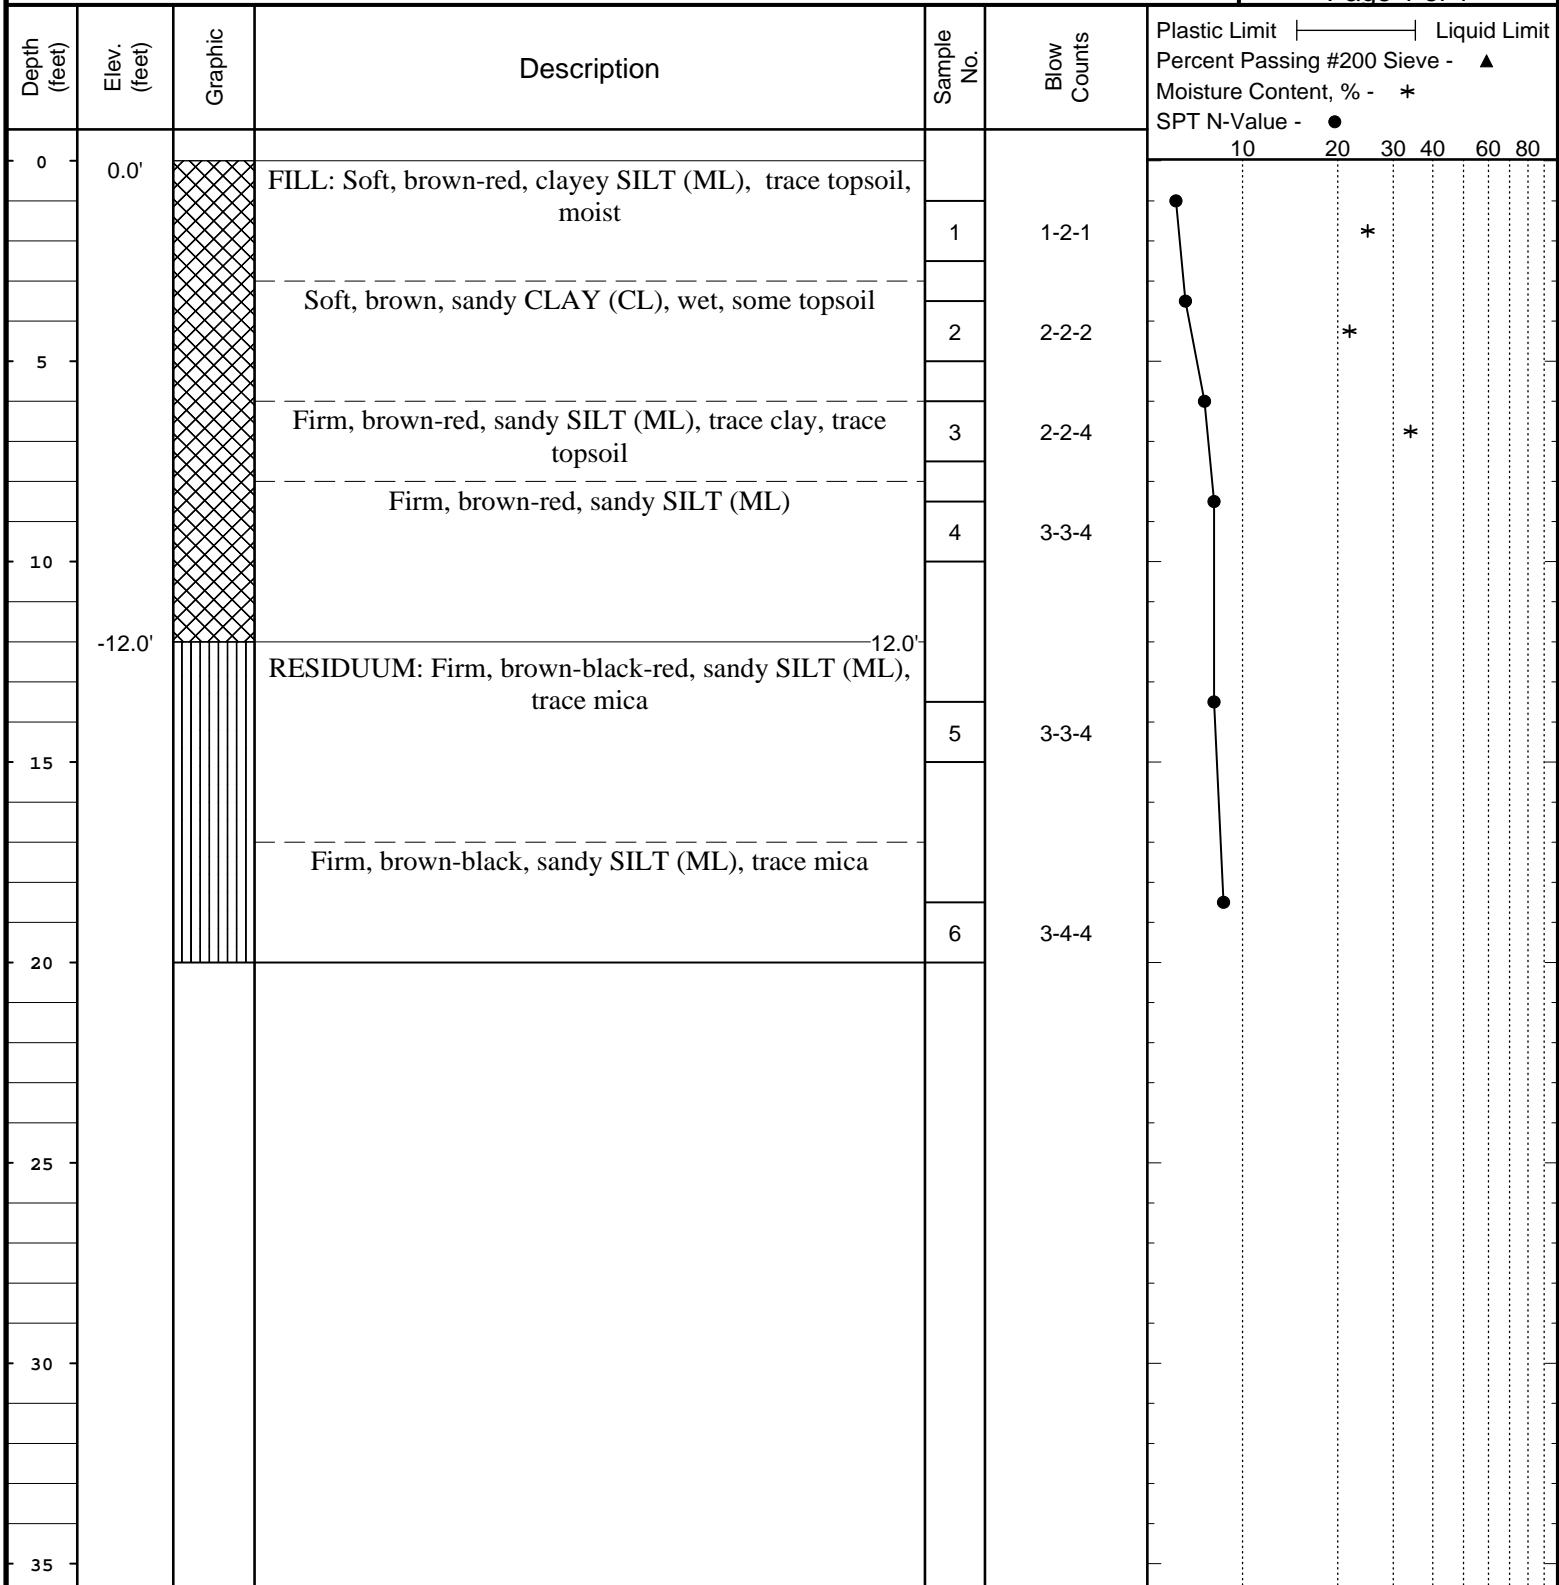 Depth (feet)
Elev. (feet)
Graphic
Description
Sample No.
Blow Counts
Plastic Limit Liquid Limit
Percent Passing #200 Sieve - ▲
Moisture Content, % - *
SPT N-Value - ●
10 20 30 40 60 80
0 0.0'
FILL: Soft, brown-red, clayey SILT (ML), trace topsoil,
moist
1 1-2-1
Soft, brown, sandy CLAY (CL), wet, some topsoil
2 2-2-2
5
Firm, brown-red, sandy SILT (ML), trace clay, trace
topsoil
3 2-2-4
Firm, brown-red, sandy SILT (ML)
4 3-3-4
10
-12.0' 12.0'
RESIDUUM: Firm, brown-black-red, sandy SILT (ML),
trace mica
5 3-3-4
15
Firm, brown-black, sandy SILT (ML), trace mica
6 3-4-4
20
25
30
35